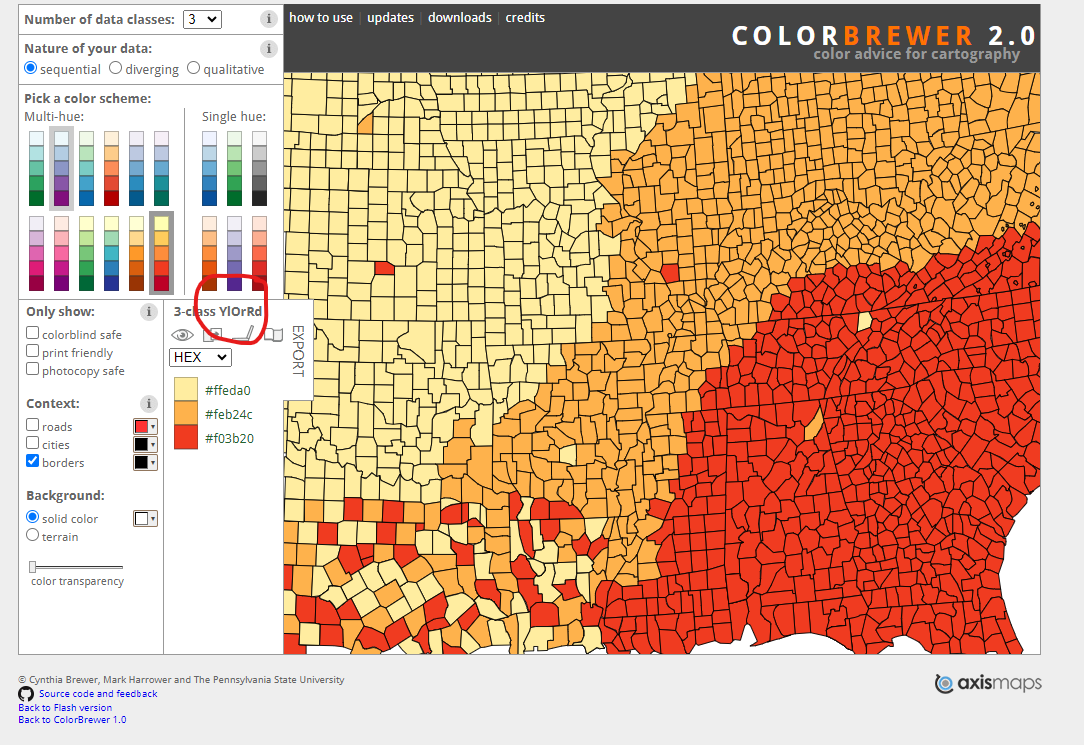 Number of data classes: 3 i
how to use | updates | downloads | credits
COLORBREWER 2.0
color advice for cartography
Nature of your data: i
sequential diverging qualitative
Pick a color scheme:
Multi-hue: Single hue:
Only show: i
colorblind safe
print friendly
photocopy safe
Context: i
roads
cities
borders
Background:
solid color
terrain
color transparency
3-class YlOrRd
EXPORT
HEX
#ffeda0
#feb24c
#f03b20
© Cynthia Brewer, Mark Harrower and The Pennsylvania State University
Source code and feedback
Back to Flash version
Back to ColorBrewer 1.0
axismaps